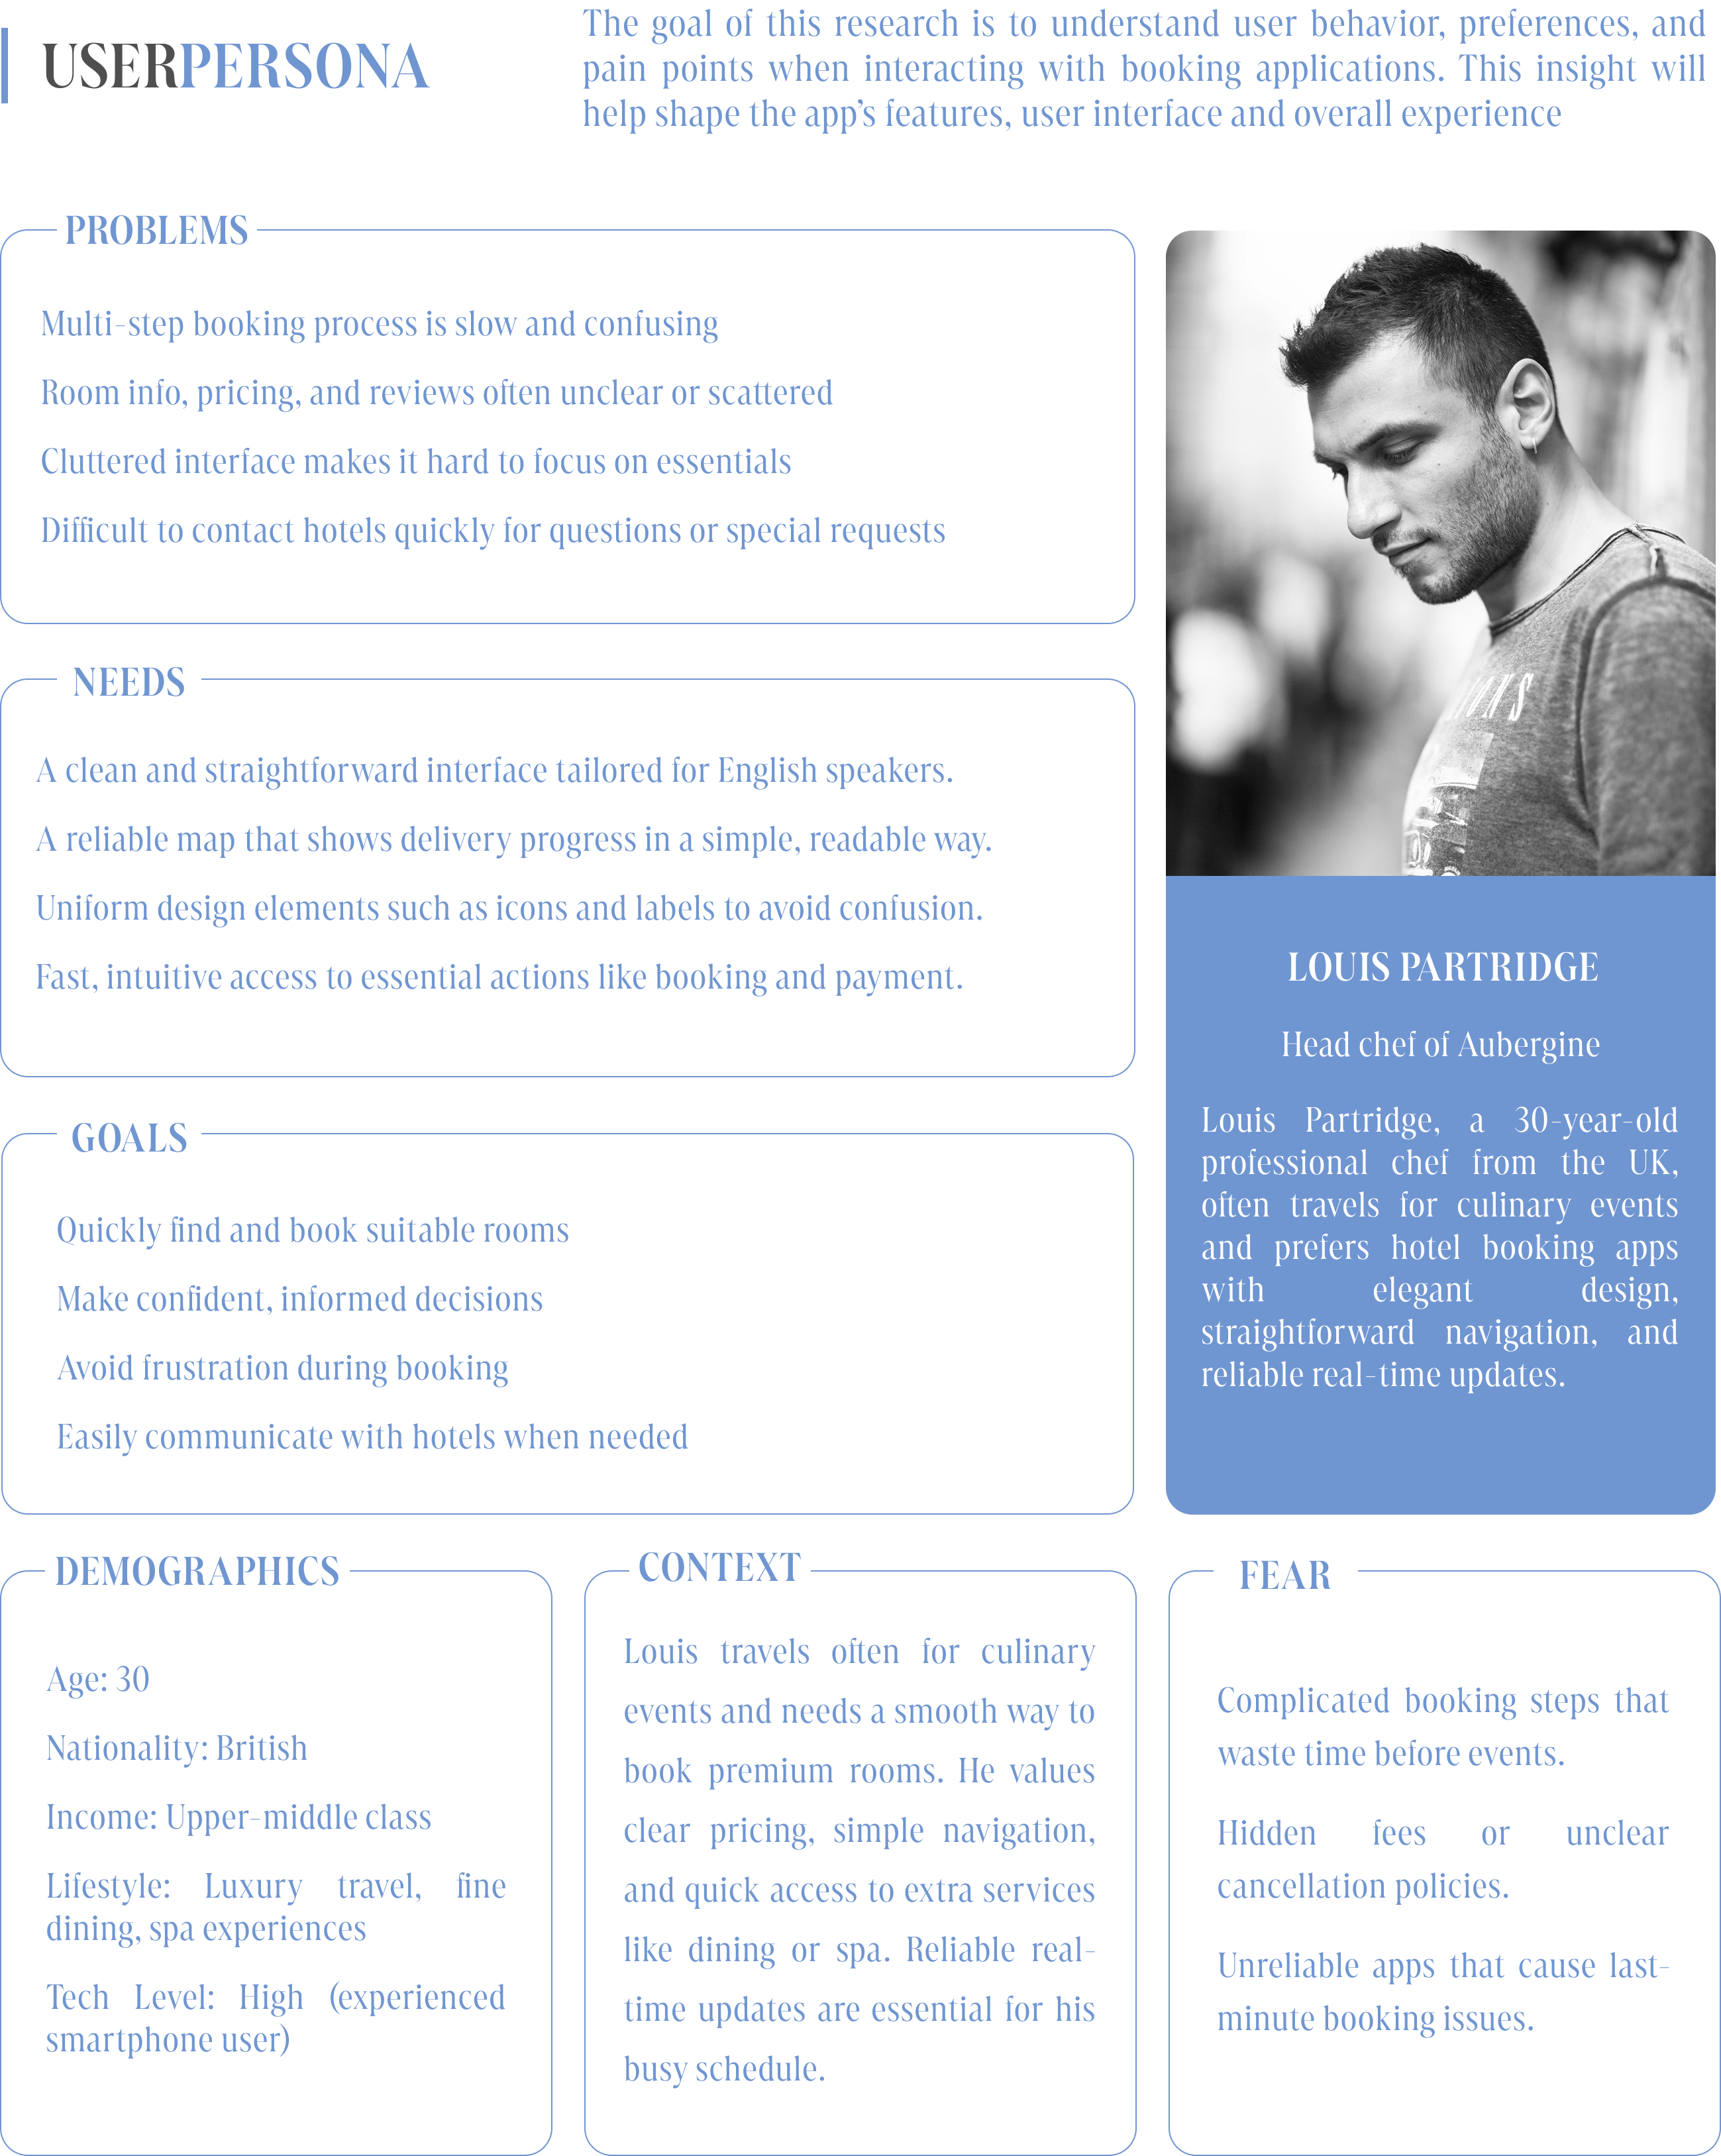 USERPERSONA
The goal of this research is to understand user behavior, preferences, and
pain points when interacting with booking applications. This insight will
help shape the app's features, user interface and overall experience
PROBLEMS
Multi-step booking process is slow and confusing
Room info, pricing, and reviews often unclear or scattered
Cluttered interface makes it hard to focus on essentials
Difficult to contact hotels quickly for questions or special requests
NEEDS
A clean and straightforward interface tailored for English speakers.
A reliable map that shows delivery progress in a simple, readable way.
Uniform design elements such as icons and labels to avoid confusion.
Fast, intuitive access to essential actions like booking and payment.
GOALS
Quickly find and book suitable rooms
Make confident, informed decisions
Avoid frustration during booking
Easily communicate with hotels when needed
LOUIS PARTRIDGE
Head chef of Aubergine
Louis Partridge, a 30-year-old
professional chef from the UK,
often travels for culinary events
and prefers hotel booking apps
with elegant design,
straightforward navigation, and
reliable real-time updates.
DEMOGRAPHICS
Age: 30
Nationality: British
Income: Upper-middle class
Lifestyle: Luxury travel, fine
dining, spa experiences
Tech Level: High (experienced
smartphone user)
CONTEXT
Louis travels often for culinary
events and needs a smooth way to
book premium rooms. He values
clear pricing, simple navigation,
and quick access to extra services
like dining or spa. Reliable real-
time updates are essential for his
busy schedule.
FEAR
Complicated booking steps that
waste time before events.
Hidden fees or unclear
cancellation policies.
Unreliable apps that cause last-
minute booking issues.